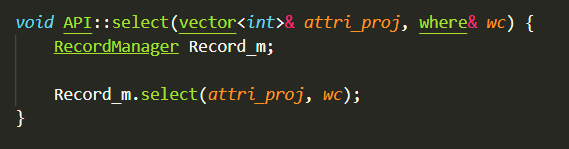 void API::select(vector<int>& attri_proj, where& wc) {
    RecordManager Record_m;

    Record_m.select(attri_proj, wc);
}